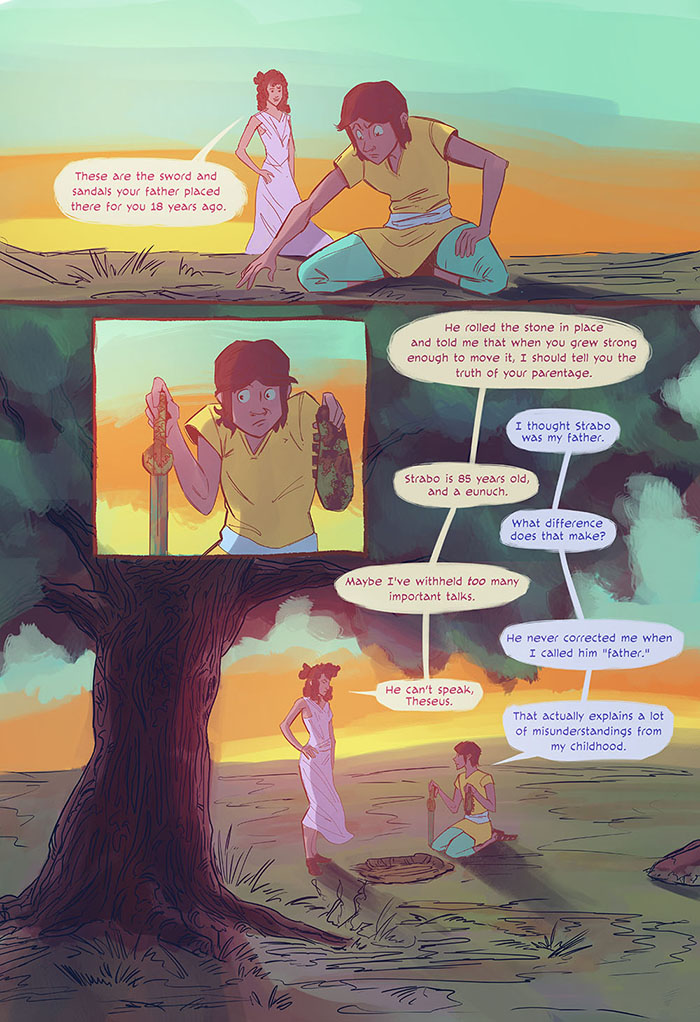 These are the sword and
sandals your father placed
there for you 18 years ago.
He rolled the stone in place
and told me that when you grew strong
enough to move it, I should tell you the
truth of your parentage.
I thought Strabo
was my father.
Strabo is 85 years old,
and a eunuch.
What difference
does that make?
Maybe I've withheld too many
important talks.
He never corrected me when
I called him "father."
He can't speak,
Theseus.
That actually explains a lot
of misunderstandings from
my childhood.